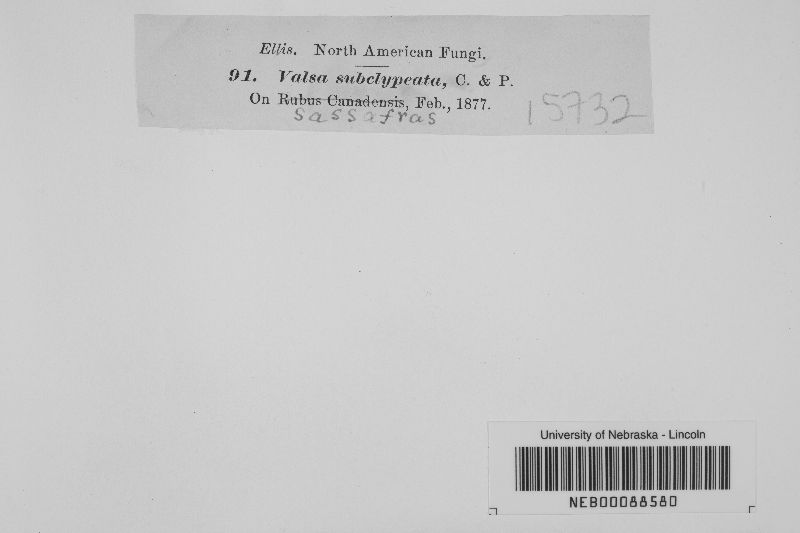 Ellis. North American Fungi.
91. Valsa subclypeata, C. & P.
On Rubus Canadensis, Feb., 1877.
sassafras
15732
University of Nebraska - Lincoln
NEB00088580